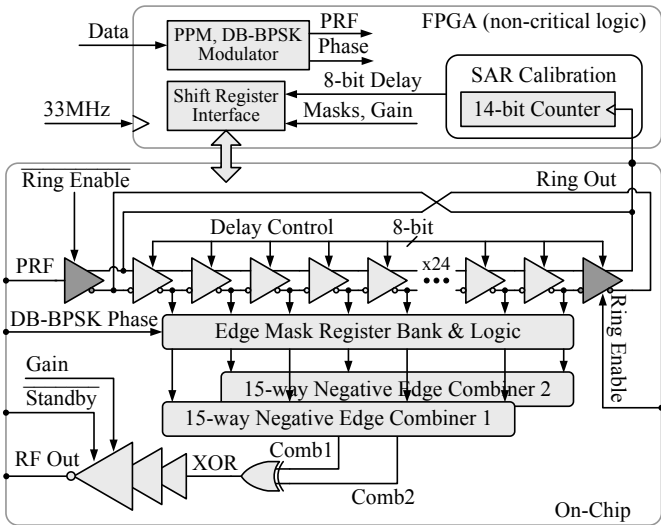 FPGA (non-critical logic)
Data
PPM, DB-BPSK
Modulator
PRF
Phase
8-bit Delay
SAR Calibration
14-bit Counter
33MHz
Shift Register
Interface
Masks, Gain
Ring Enable
Ring Out
Delay Control
8-bit
PRF
x24
Ring Enable
DB-BPSK Phase
Edge Mask Register Bank & Logic
Gain
15-way Negative Edge Combiner 2
Standby
15-way Negative Edge Combiner 1
RF Out
XOR
Comb1
Comb2
On-Chip